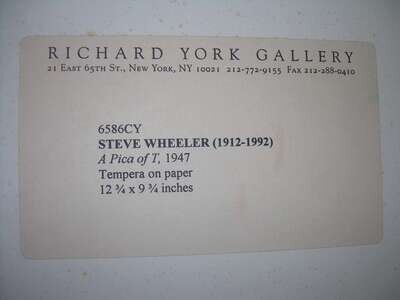 RICHARD YORK GALLERY
21 EAST 65TH ST., NEW YORK, NY 10021 212-772-9155 FAX 212-288-0410
6586CY
STEVE WHEELER (1912-1992)
A Pica of T, 1947
Tempera on paper
12 ¾ x 9 ¾ inches